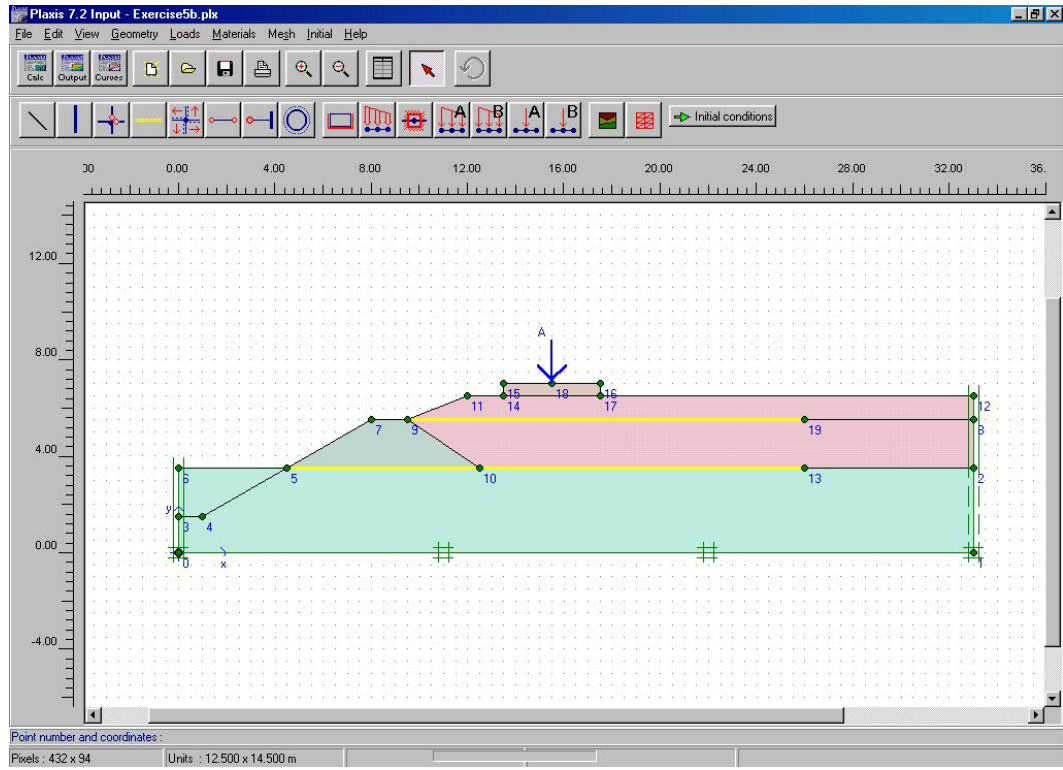 Plaxis 7.2 Input - Exercise5b.plx
File Edit View Geometry Loads Materials Mesh Initial Help
Calc Output Curves
A B A B Initial conditions
00 0.00 4.00 8.00 12.00 16.00 20.00 24.00 28.00 32.00 36.
12.00
8.00
4.00
0.00
-4.00
A
15 18 16
11 14 17 12
7 9 19 8
6 5 10 13 2
y
3 4
0 x 1
Point number and coordinates :
Pixels : 432 x 94 Units : 12.500 x 14.500 m